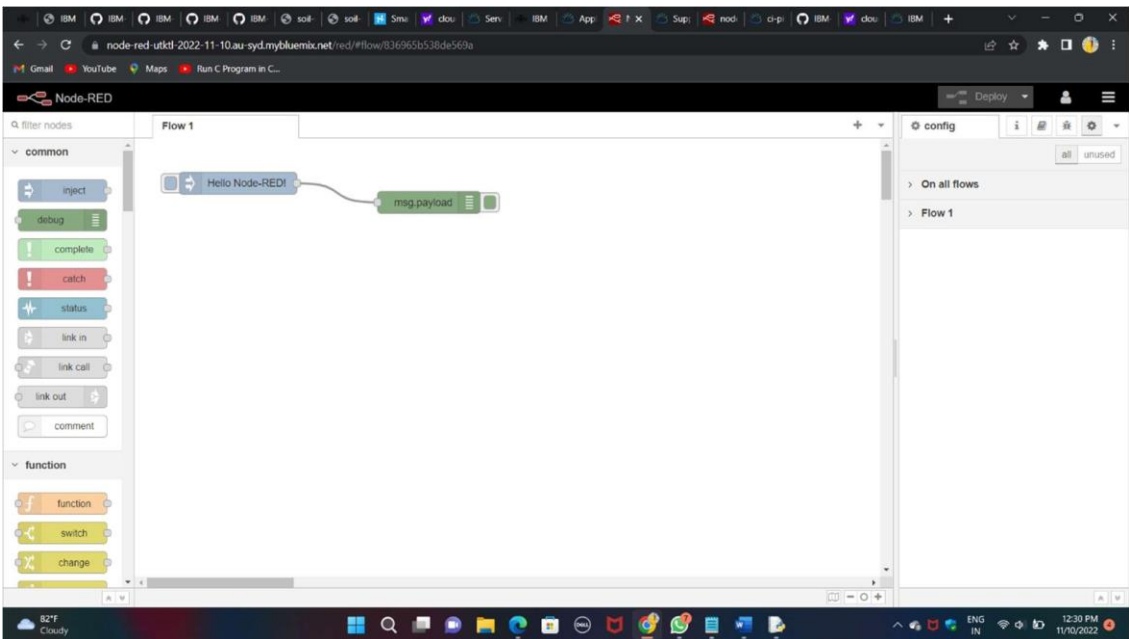 IBM IBM IBM IBM IBM soil- soil- Sma clou Serv IBM App Sup node ci-p IBM clou IBM
node-red-utktl-2022-11-10.au-syd.mybluemix.net/red/#flow/836965b538de569a
Gmail YouTube Maps Run C Program in C...
Node-RED Deploy
filter nodes Flow 1 config all unused
common
inject
debug
complete
catch
status
link in
link call
link out
comment
function
function
switch
change
Hello Node-RED!
msg.payload
On all flows
Flow 1
82°F
Cloudy
ENG
IN
12:30 PM
11/10/2022
4